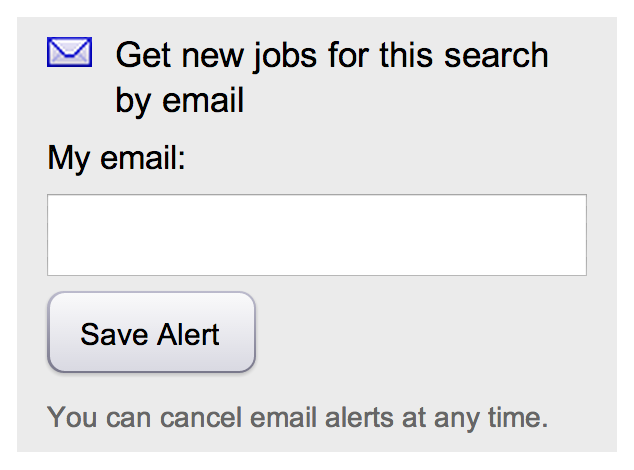 Get new jobs for this search
by email
My email:
Save Alert
You can cancel email alerts at any time.